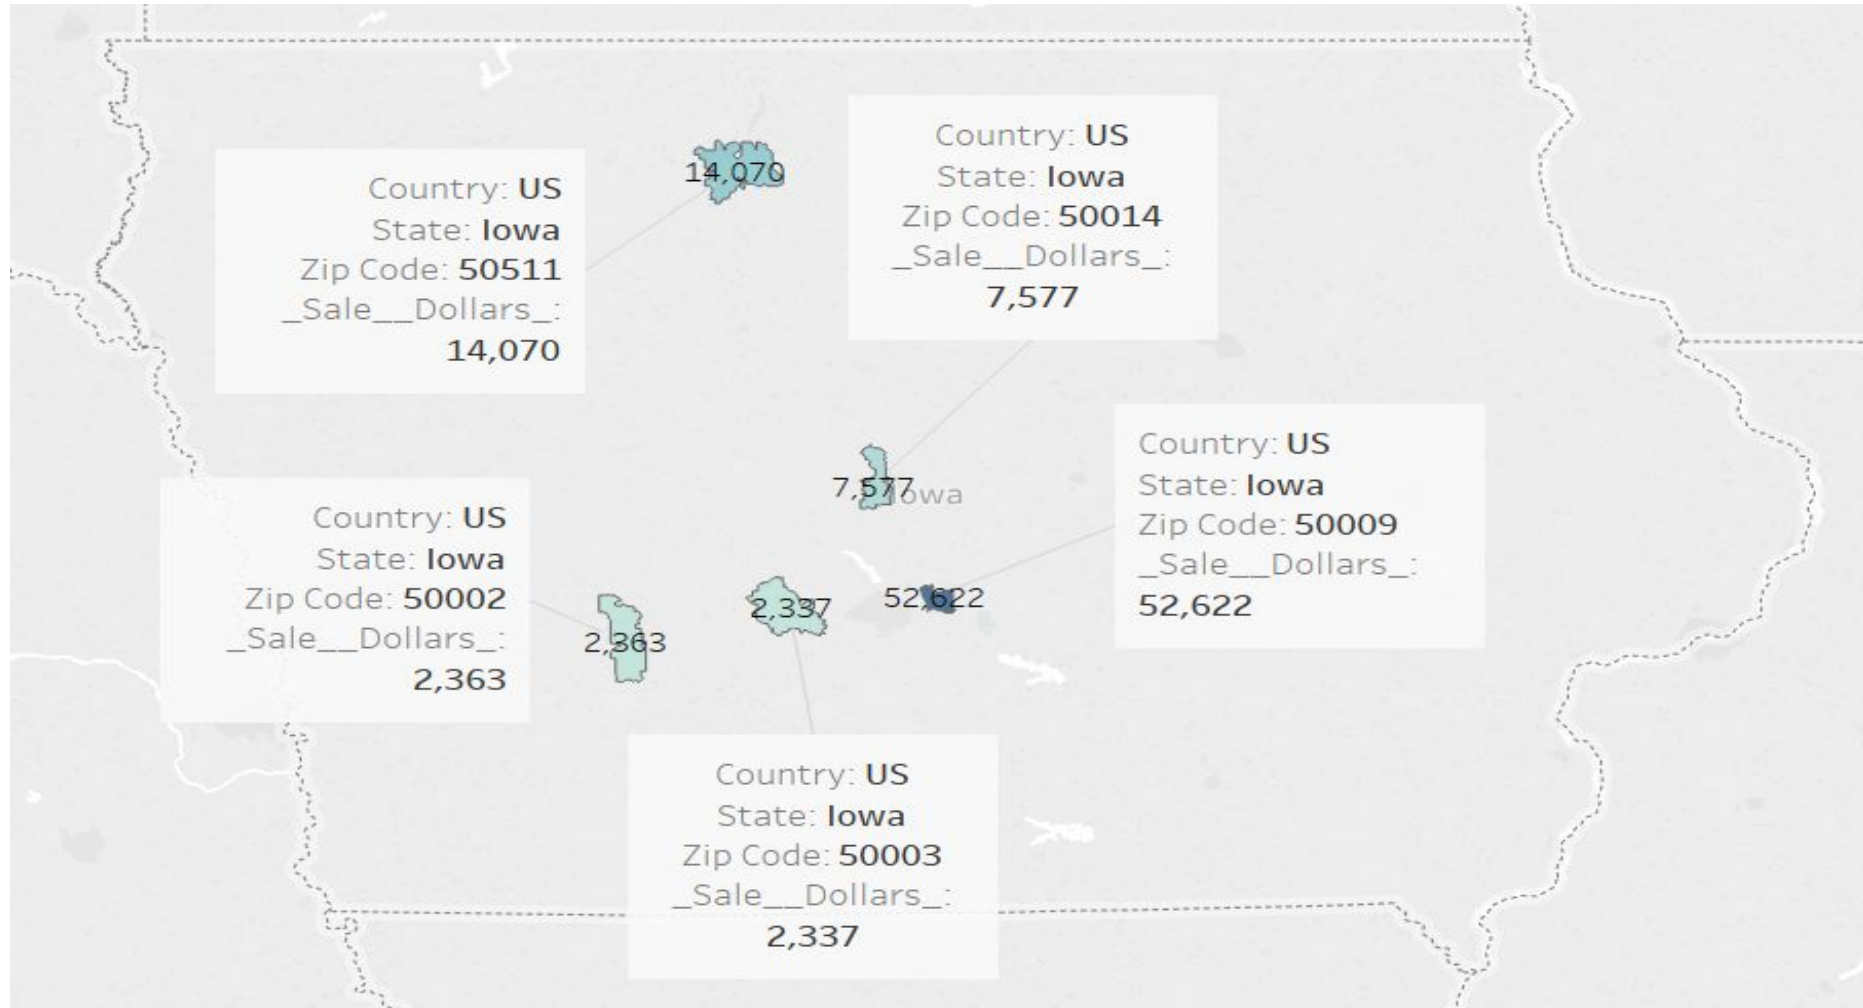 14,070
Country: US
State: Iowa
Zip Code: 50511
_Sale__Dollars_:
14,070
Country: US
State: Iowa
Zip Code: 50014
_Sale__Dollars_:
7,577
7,577
Iowa
Country: US
State: Iowa
Zip Code: 50009
_Sale__Dollars_:
52,622
Country: US
State: Iowa
Zip Code: 50002
_Sale__Dollars_:
2,363
2,363
2,337
52,622
Country: US
State: Iowa
Zip Code: 50003
_Sale__Dollars_:
2,337